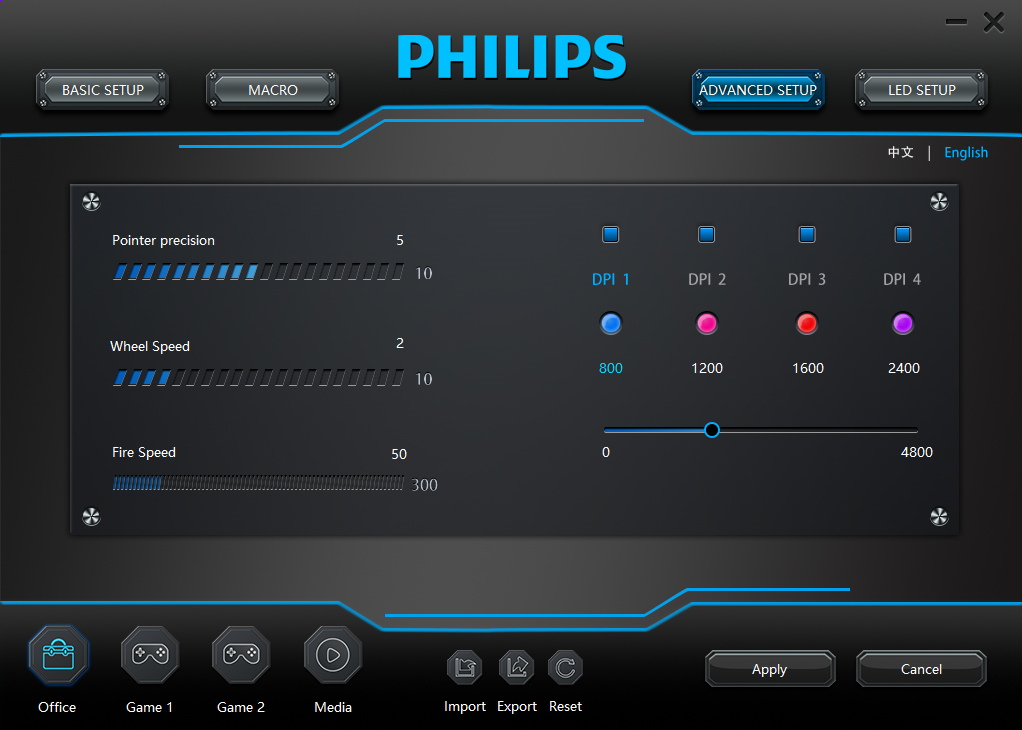 PHILIPS
BASIC SETUP
MACRO
ADVANCED SETUP
LED SETUP
中文 | English
Pointer precision 5
10
Wheel Speed 2
10
Fire Speed 50
300
DPI 1 DPI 2 DPI 3 DPI 4
800 1200 1600 2400
0 4800
Office Game 1 Game 2 Media
Import Export Reset
Apply Cancel